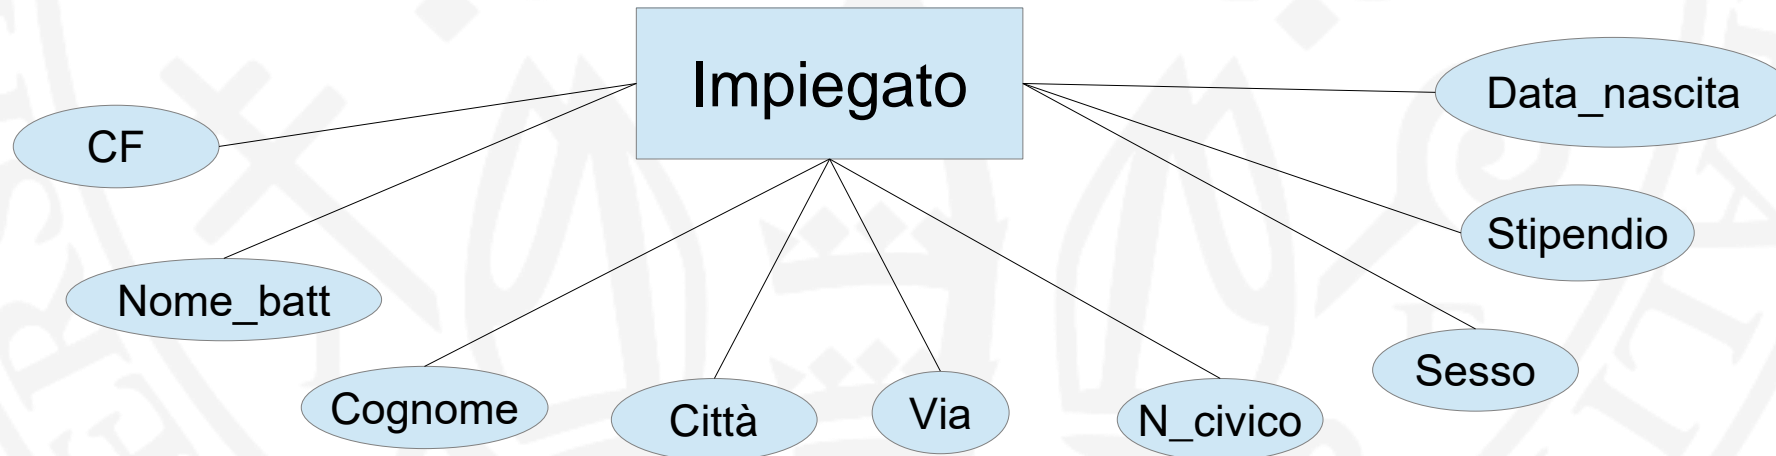 Impiegato
Data_nascita
CF
Stipendio
Nome_batt
Sesso
Cognome
Città
Via
N_civico